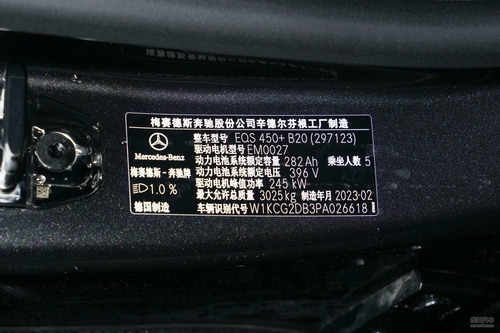 梅赛德斯奔驰股份公司辛德尔芬根工厂制造
整车型号 EQS 450+ B20 (297123)
驱动电机型号 EM0027
Mercedes-Benz
动力电池系统额定容量 282 Ah 乘坐人数 5
梅赛德斯-奔驰牌 动力电池系统额定电压 396 V
驱动电机峰值功率 245 kW
1.0 %
最大允许总质量 3025 kg 制造年月 2023-02
德国制造 车辆识别代号 W1KCG2DB3PA026618